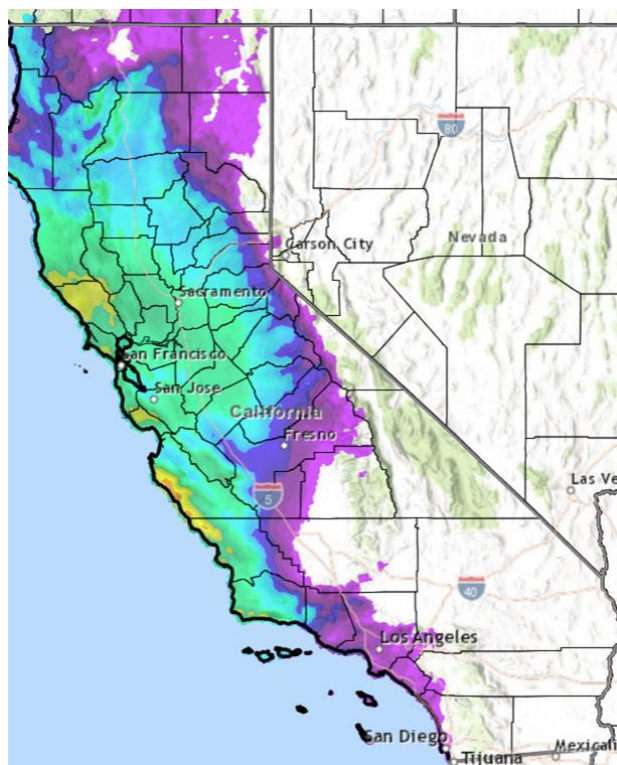 80
Carson City
Nevada
Sacramento
San Francisco
San Jose
California
Fresno
Las Ve
5
40
Los Angeles
San Diego
Tijuana
Mexicali